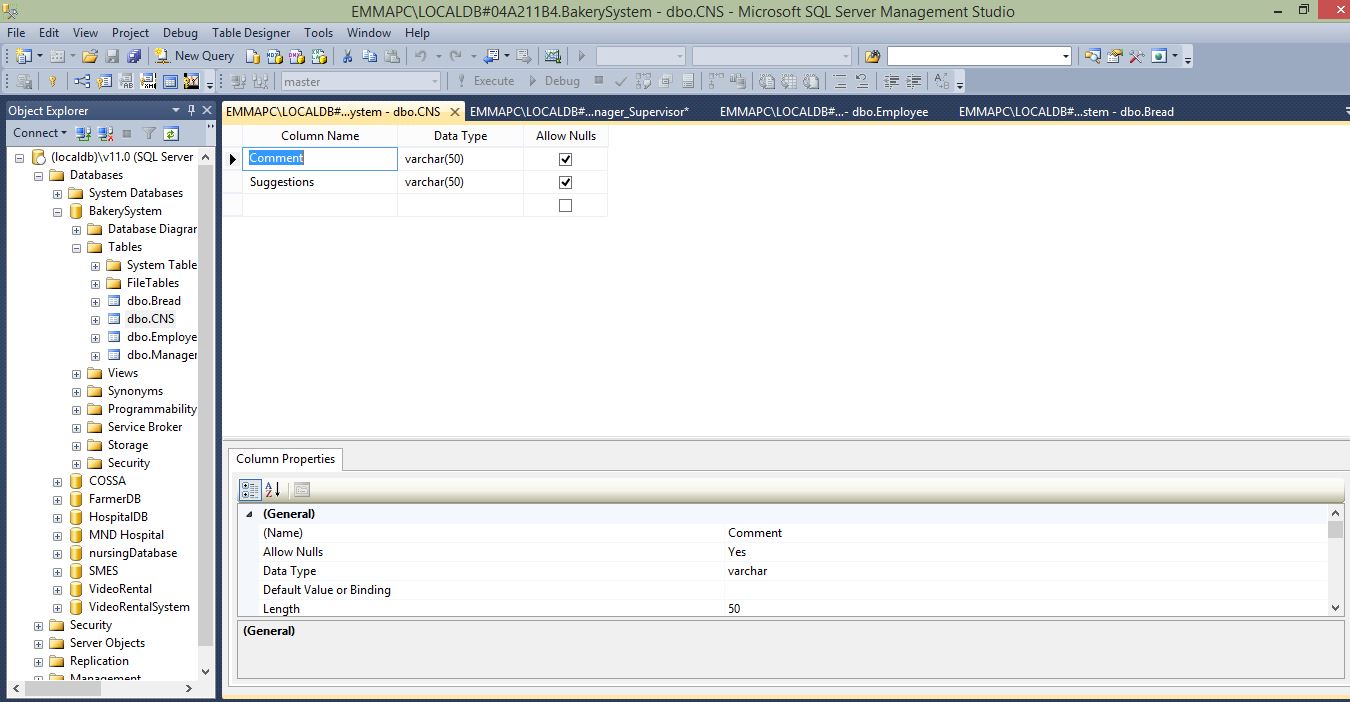 EMMAPC\LOCALDB#04A211B4.BakerySystem - dbo.CNS - Microsoft SQL Server Management Studio
File Edit View Project Debug Table Designer Tools Window Help
New Query
master Execute Debug
Object Explorer
Connect
(localdb)\v11.0 (SQL Server
Databases
System Databases
BakerySystem
Database Diagrar
Tables
System Table
FileTables
dbo.Bread
dbo.CNS
dbo.Employe
dbo.Manager
Views
Synonyms
Programmability
Service Broker
Storage
Security
COSSA
FarmerDB
HospitalDB
MND Hospital
nursingDatabase
SMES
VideoRental
VideoRentalSystem
Security
Server Objects
Replication
Management
EMMAPC\LOCALDB#...ystem - dbo.CNS EMMAPC\LOCALDB#...nager_Supervisor* EMMAPC\LOCALDB#...- dbo.Employee EMMAPC\LOCALDB#...stem - dbo.Bread
Column Name Data Type Allow Nulls
Comment varchar(50)
Suggestions varchar(50)
Column Properties
(General)
(Name) Comment
Allow Nulls Yes
Data Type varchar
Default Value or Binding
Length 50
(General)